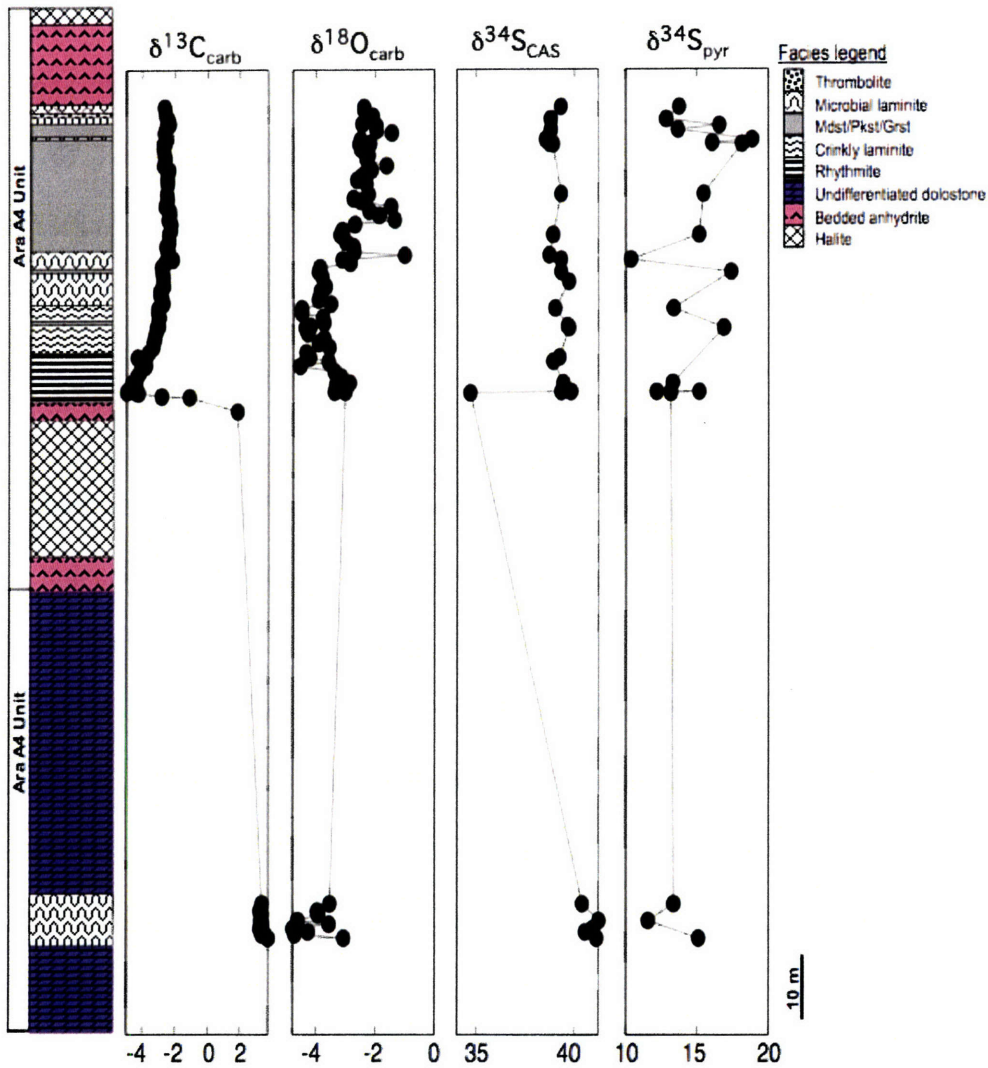 δ13Ccarb
δ18Ocarb
δ34SCAS
δ34Spyr
Facies legend
Thrombolite
Microbial laminite
Mdst/Pkst/Grst
Crinkly laminite
Rhythmite
Undifferentiated dolostone
Bedded anhydrite
Halite
Ara A4 Unit
Ara A4 Unit
10 m
-4 -2 0 2
-4 -2 0
35 40
10 15 20